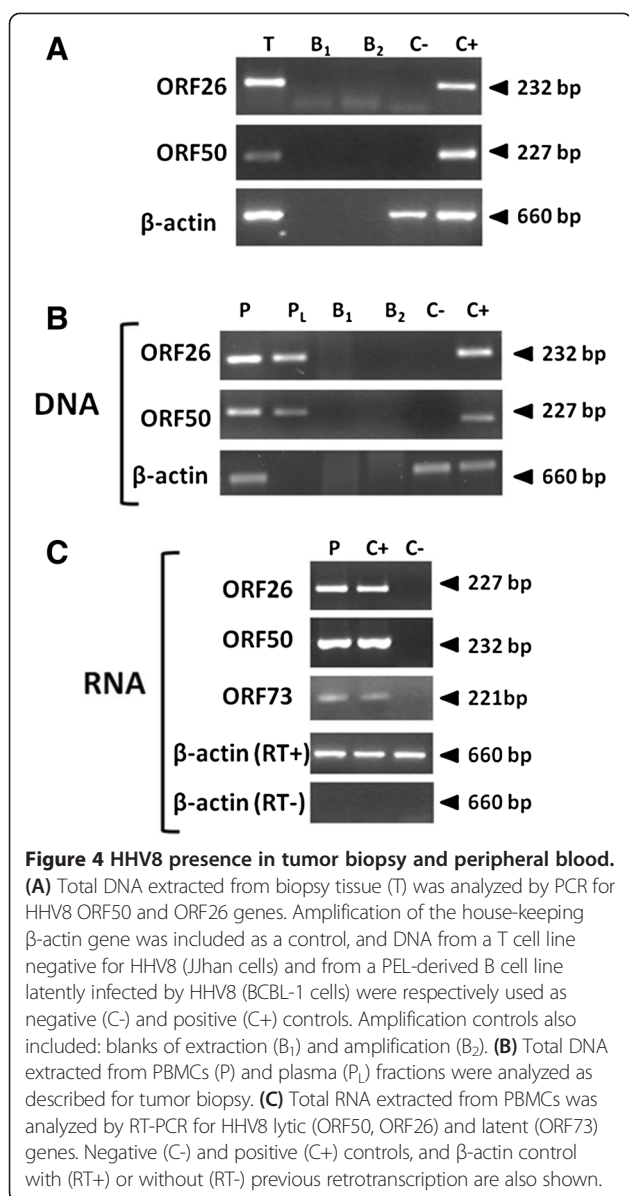 A
T B₁ B₂ C- C+
ORF26 232 bp
ORF50 227 bp
β-actin 660 bp
B
P P_L B₁ B₂ C- C+
DNA
ORF26 232 bp
ORF50 227 bp
β-actin 660 bp
C
P C+ C-
RNA
ORF26 227 bp
ORF50 232 bp
ORF73 221bp
β-actin (RT+) 660 bp
β-actin (RT-) 660 bp
Figure 4 HHV8 presence in tumor biopsy and peripheral blood.
(A) Total DNA extracted from biopsy tissue (T) was analyzed by PCR for
HHV8 ORF50 and ORF26 genes. Amplification of the house-keeping
β-actin gene was included as a control, and DNA from a T cell line
negative for HHV8 (JJhan cells) and from a PEL-derived B cell line
latently infected by HHV8 (BCBL-1 cells) were respectively used as
negative (C-) and positive (C+) controls. Amplification controls also
included: blanks of extraction (B₁) and amplification (B₂). (B) Total DNA
extracted from PBMCs (P) and plasma (P_L) fractions were analyzed as
described for tumor biopsy. (C) Total RNA extracted from PBMCs was
analyzed by RT-PCR for HHV8 lytic (ORF50, ORF26) and latent (ORF73)
genes. Negative (C-) and positive (C+) controls, and β-actin control
with (RT+) or without (RT-) previous retrotranscription are also shown.